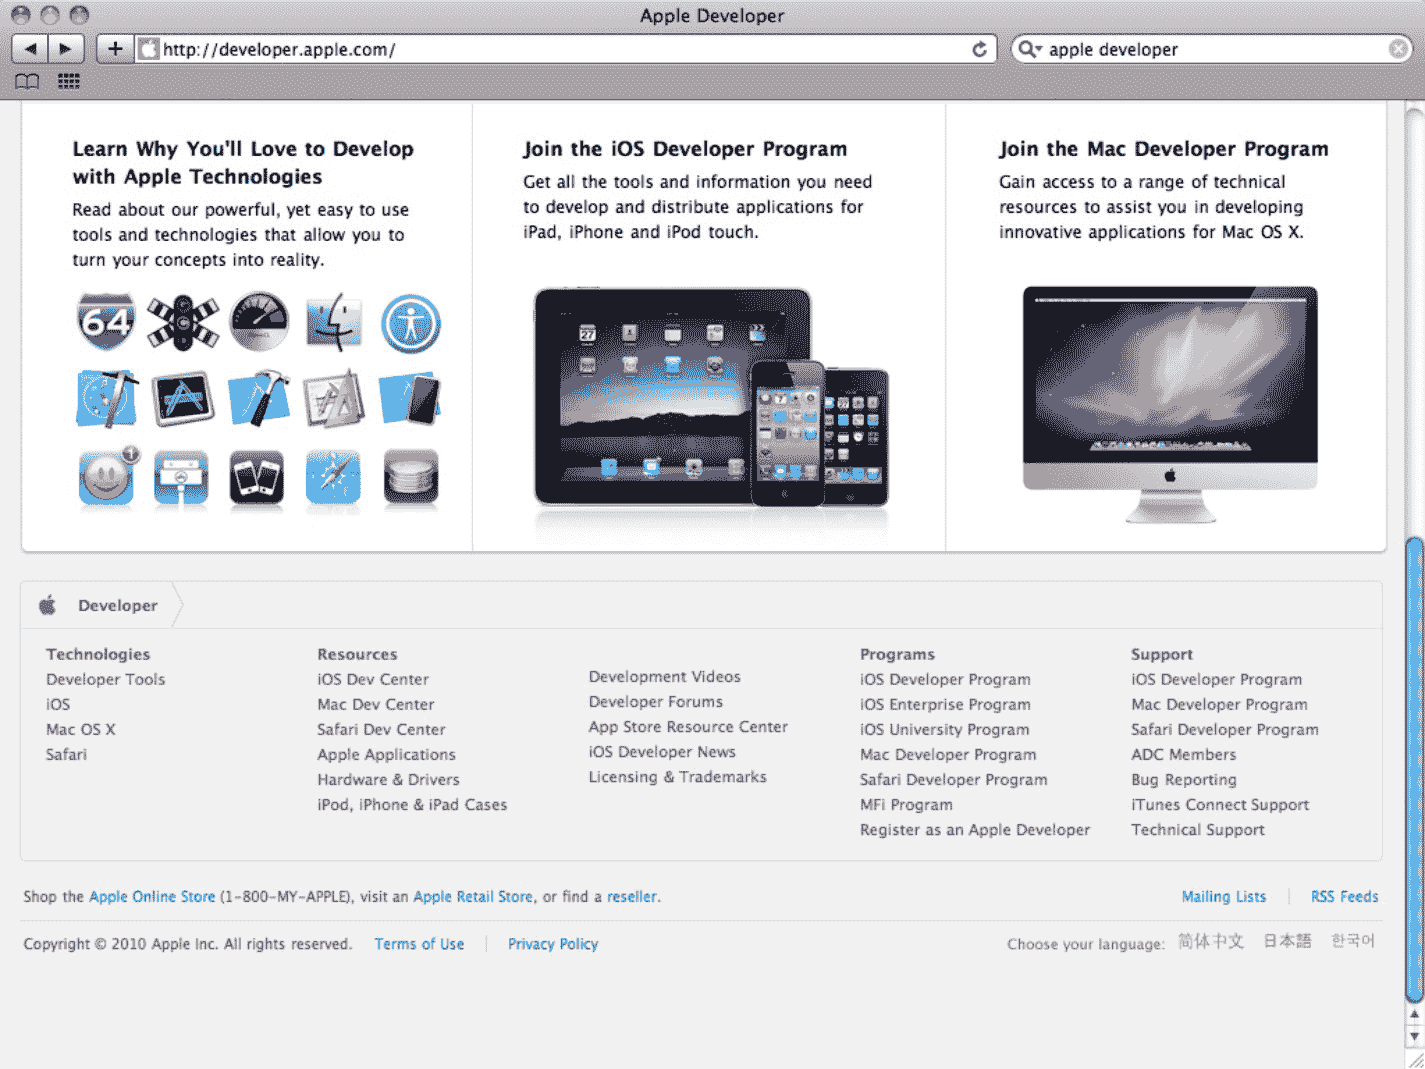 Apple Developer
http://developer.apple.com/
apple developer
Learn Why You'll Love to Develop
with Apple Technologies
Read about our powerful, yet easy to use
tools and technologies that allow you to
turn your concepts into reality.
64
1
Join the iOS Developer Program
Get all the tools and information you need
to develop and distribute applications for
iPad, iPhone and iPod touch.
27
Join the Mac Developer Program
Gain access to a range of technical
resources to assist you in developing
innovative applications for Mac OS X.
Developer
Technologies
Developer Tools
iOS
Mac OS X
Safari
Resources
iOS Dev Center
Mac Dev Center
Safari Dev Center
Apple Applications
Hardware & Drivers
iPod, iPhone & iPad Cases
Development Videos
Developer Forums
App Store Resource Center
iOS Developer News
Licensing & Trademarks
Programs
iOS Developer Program
iOS Enterprise Program
iOS University Program
Mac Developer Program
Safari Developer Program
MFi Program
Register as an Apple Developer
Support
iOS Developer Program
Mac Developer Program
Safari Developer Program
ADC Members
Bug Reporting
iTunes Connect Support
Technical Support
Shop the Apple Online Store (1-800-MY-APPLE), visit an Apple Retail Store, or find a reseller.
Mailing Lists
RSS Feeds
Copyright © 2010 Apple Inc. All rights reserved. Terms of Use Privacy Policy
Choose your language: 简体中文 日本語 한국어